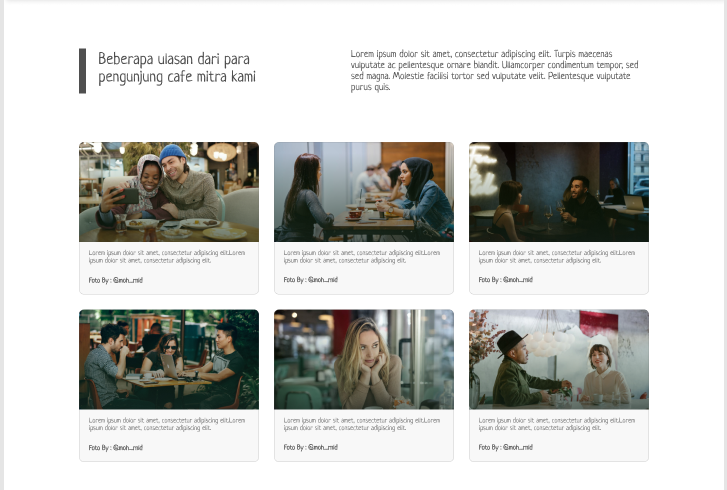 Beberapa ulasan dari para
pengunjung cafe mitra kami
Lorem ipsum dolor sit amet, consectetur adipiscing elit. Turpis maecenas
vulputate ac pellentesque ornare blandit. Ullamcorper condimentum tempor, sed
sed magna. Molestie facilisi tortor sed vulputate velit. Pellentesque vulputate
purus quis.
Lorem ipsum dolor sit amet, consectetur adipiscing elit.Lorem
ipsum dolor sit amet, consectetur adipiscing elit.
Foto By : @moh_mid
Lorem ipsum dolor sit amet, consectetur adipiscing elit.Lorem
ipsum dolor sit amet, consectetur adipiscing elit.
Foto By : @moh_mid
Lorem ipsum dolor sit amet, consectetur adipiscing elit.Lorem
ipsum dolor sit amet, consectetur adipiscing elit.
Foto By : @moh_mid
Lorem ipsum dolor sit amet, consectetur adipiscing elit.Lorem
ipsum dolor sit amet, consectetur adipiscing elit.
Foto By : @moh_mid
Lorem ipsum dolor sit amet, consectetur adipiscing elit.Lorem
ipsum dolor sit amet, consectetur adipiscing elit.
Foto By : @moh_mid
Lorem ipsum dolor sit amet, consectetur adipiscing elit.Lorem
ipsum dolor sit amet, consectetur adipiscing elit.
Foto By : @moh_mid